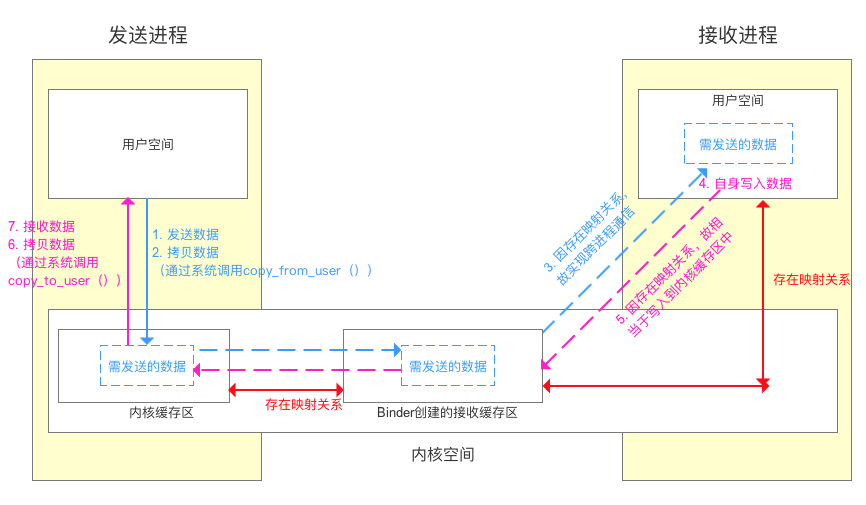 发送进程
接收进程
用户空间
用户空间
需发送的数据
4. 自身写入数据
7. 接收数据
6. 拷贝数据
（通过系统调用
copy_to_user（））
1. 发送数据
2. 拷贝数据
（通过系统调用copy_from_user（））
3. 因存在映射关系，
故实现跨进程通信
5. 因存在映射关系，故相
当于写入到内核缓存区中
存在映射关系
需发送的数据
需发送的数据
存在映射关系
内核缓存区
Binder创建的接收缓存区
内核空间